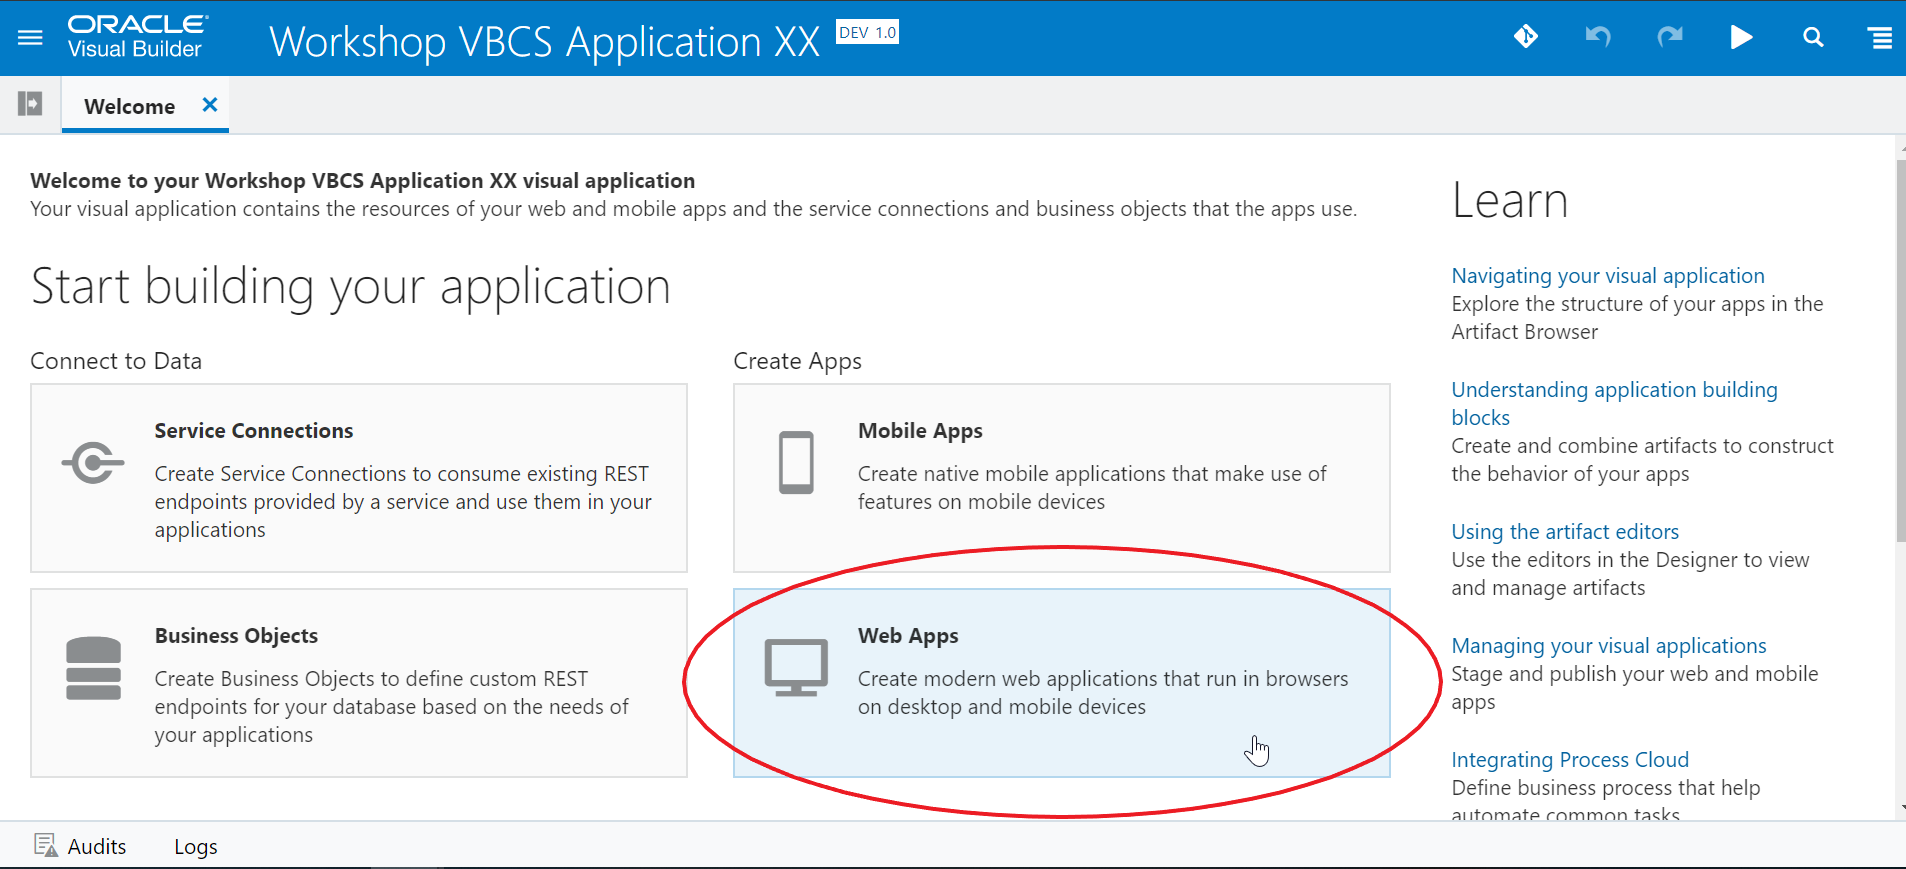 ORACLE®
Visual Builder
Workshop VBCS Application XX
DEV 1.0
Welcome
Welcome to your Workshop VBCS Application XX visual application
Your visual application contains the resources of your web and mobile apps and the service connections and business objects that the apps use.
Start building your application
Connect to Data
Service Connections
Create Service Connections to consume existing REST
endpoints provided by a service and use them in your
applications
Business Objects
Create Business Objects to define custom REST
endpoints for your database based on the needs of
your applications
Create Apps
Mobile Apps
Create native mobile applications that make use of
features on mobile devices
Web Apps
Create modern web applications that run in browsers
on desktop and mobile devices
Learn
Navigating your visual application
Explore the structure of your apps in the
Artifact Browser
Understanding application building
blocks
Create and combine artifacts to construct
the behavior of your apps
Using the artifact editors
Use the editors in the Designer to view
and manage artifacts
Managing your visual applications
Stage and publish your web and mobile
apps
Integrating Process Cloud
Define business process that help
automate common tasks
Audits
Logs